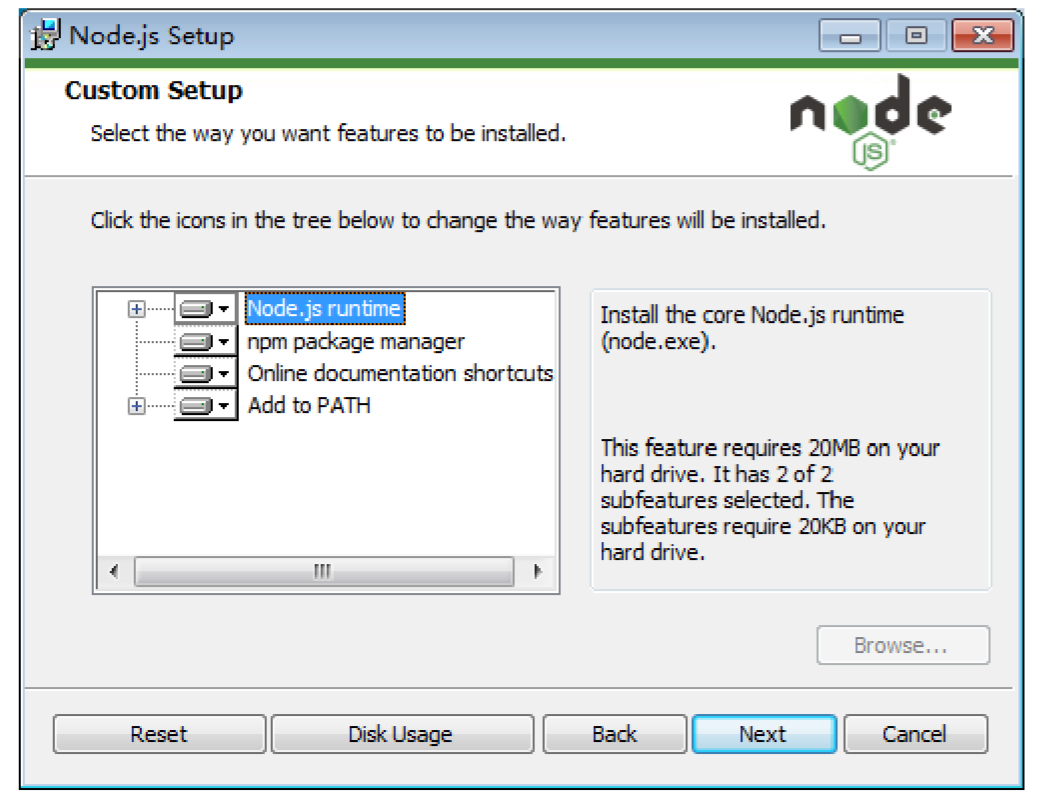 Node.js Setup
Custom Setup
Select the way you want features to be installed.
node
JS
Click the icons in the tree below to change the way features will be installed.
Node.js runtime
npm package manager
Online documentation shortcuts
Add to PATH
Install the core Node.js runtime
(node.exe).
This feature requires 20MB on your
hard drive. It has 2 of 2
subfeatures selected. The
subfeatures require 20KB on your
hard drive.
Browse...
Reset
Disk Usage
Back
Next
Cancel